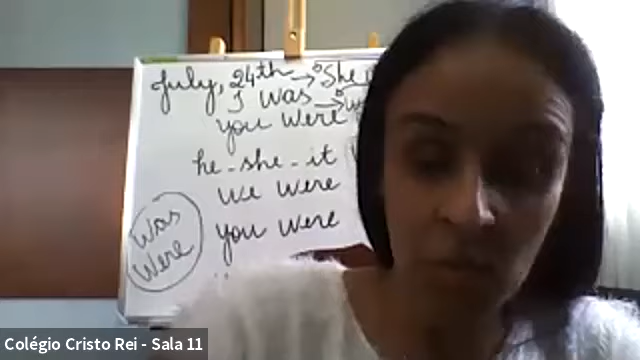 July, 24th → She
I was →
you were
he - she - it
we were
you were
was
were
Colégio Cristo Rei - Sala 11